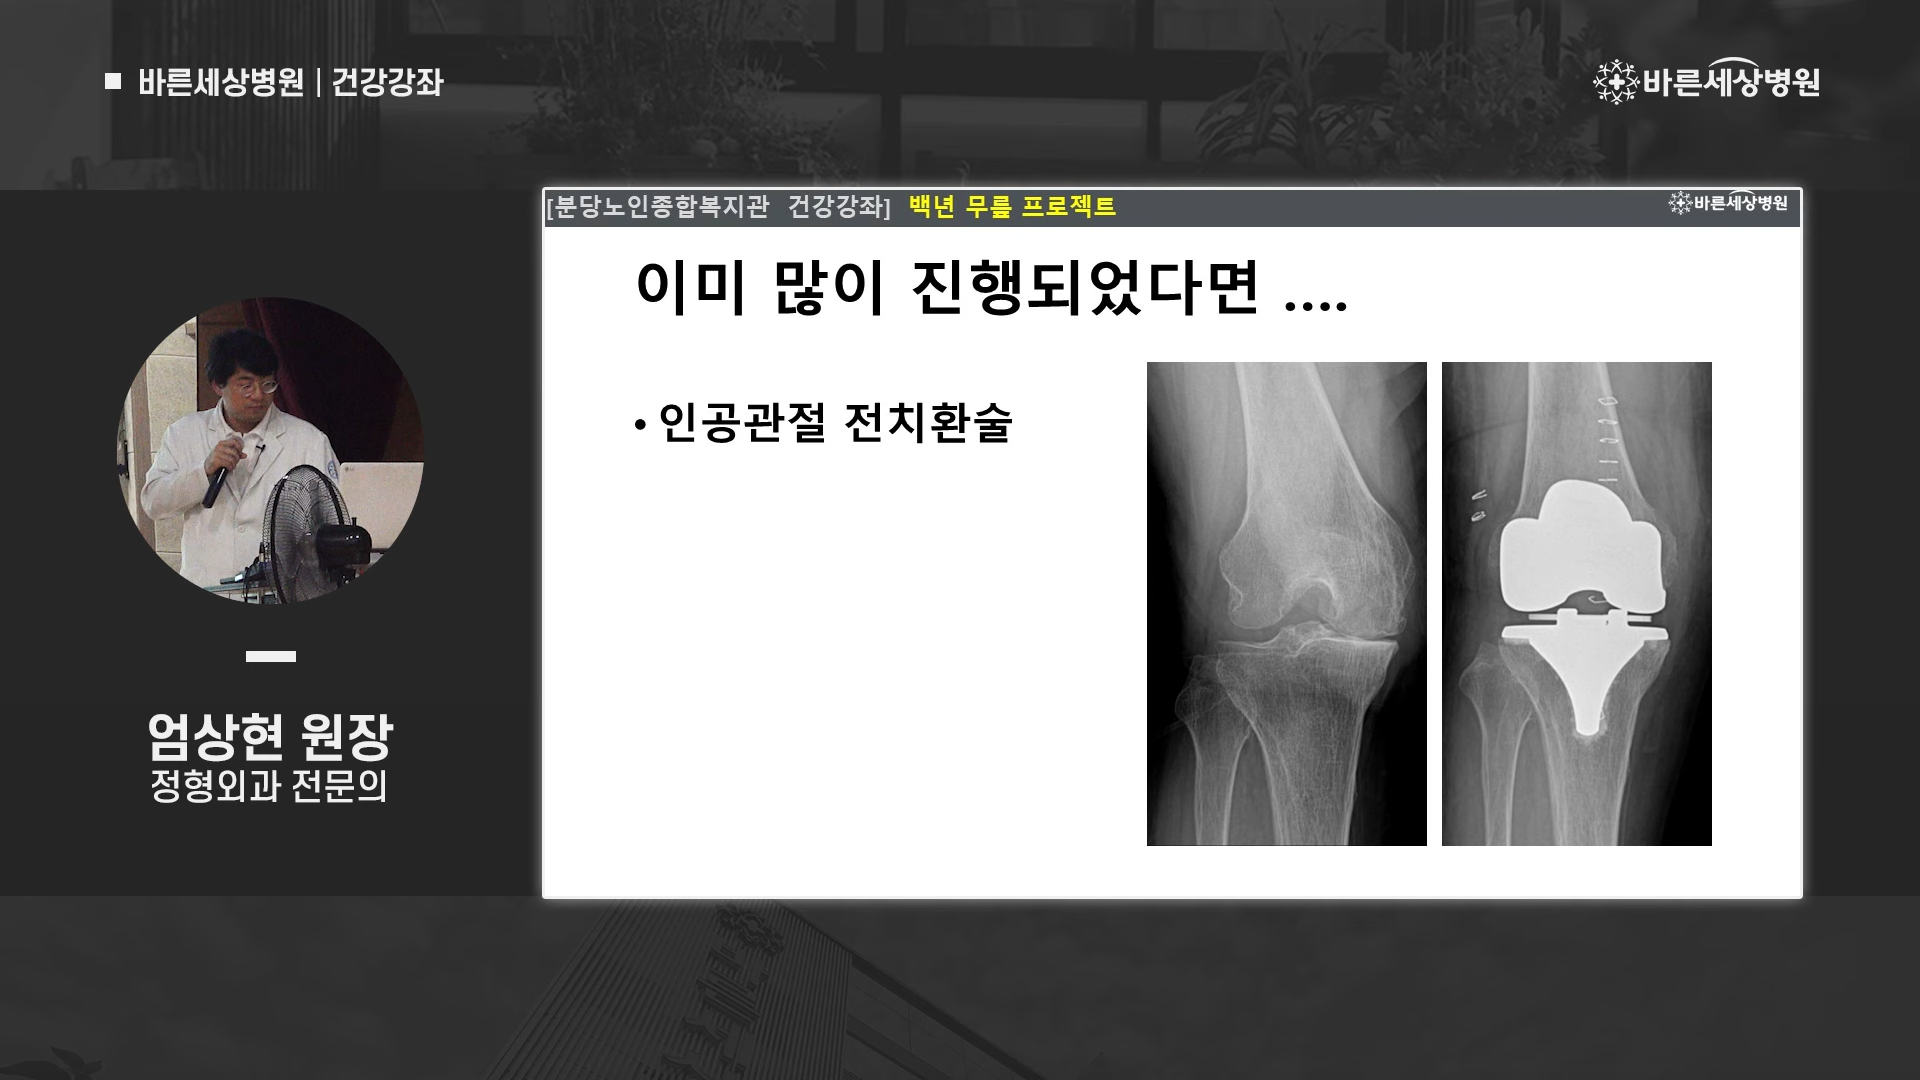 바른세상병원 | 건강강좌
바른세상병원
[분당노인종합복지관 건강강좌] 백년 무릎 프로젝트
바른세상병원
이미 많이 진행되었다면 ....
• 인공관절 전치환술
엄상현 원장
정형외과 전문의